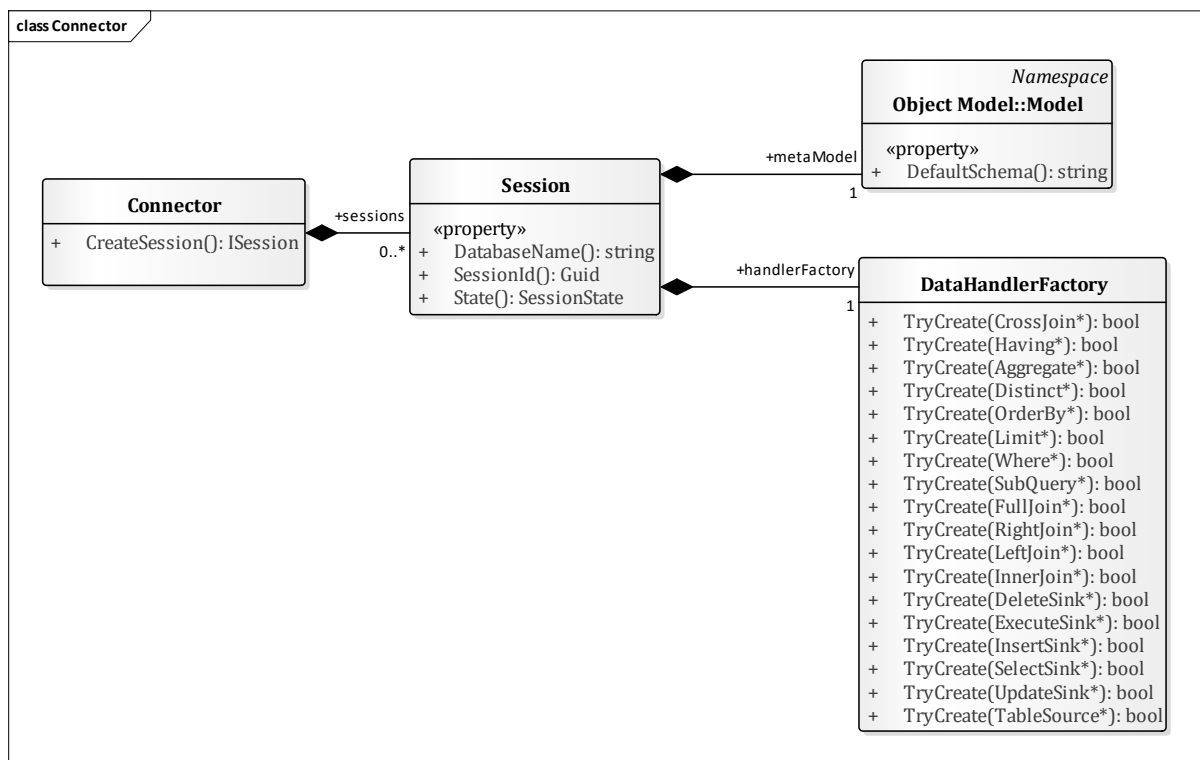 class Connector
Namespace
Object Model::Model
«property»
+ DefaultSchema(): string
+metaModel
1
Session
«property»
+ DatabaseName(): string
+ SessionId(): Guid
+ State(): SessionState
Connector
+ CreateSession(): ISession
+sessions
0..*
+handlerFactory
1
DataHandlerFactory
+ TryCreate(CrossJoin*): bool
+ TryCreate(Having*): bool
+ TryCreate(Aggregate*): bool
+ TryCreate(Distinct*): bool
+ TryCreate(OrderBy*): bool
+ TryCreate(Limit*): bool
+ TryCreate(Where*): bool
+ TryCreate(SubQuery*): bool
+ TryCreate(FullJoin*): bool
+ TryCreate(RightJoin*): bool
+ TryCreate(LeftJoin*): bool
+ TryCreate(InnerJoin*): bool
+ TryCreate(DeleteSink*): bool
+ TryCreate(ExecuteSink*): bool
+ TryCreate(InsertSink*): bool
+ TryCreate(SelectSink*): bool
+ TryCreate(UpdateSink*): bool
+ TryCreate(TableSource*): bool